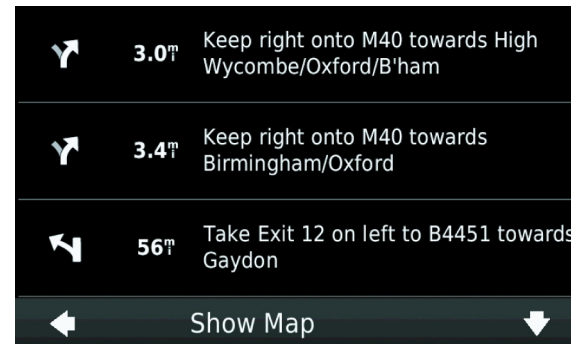 3.0mi
Keep right onto M40 towards High
Wycombe/Oxford/B'ham
3.4mi
Keep right onto M40 towards
Birmingham/Oxford
56mi
Take Exit 12 on left to B4451 towards
Gaydon
Show Map